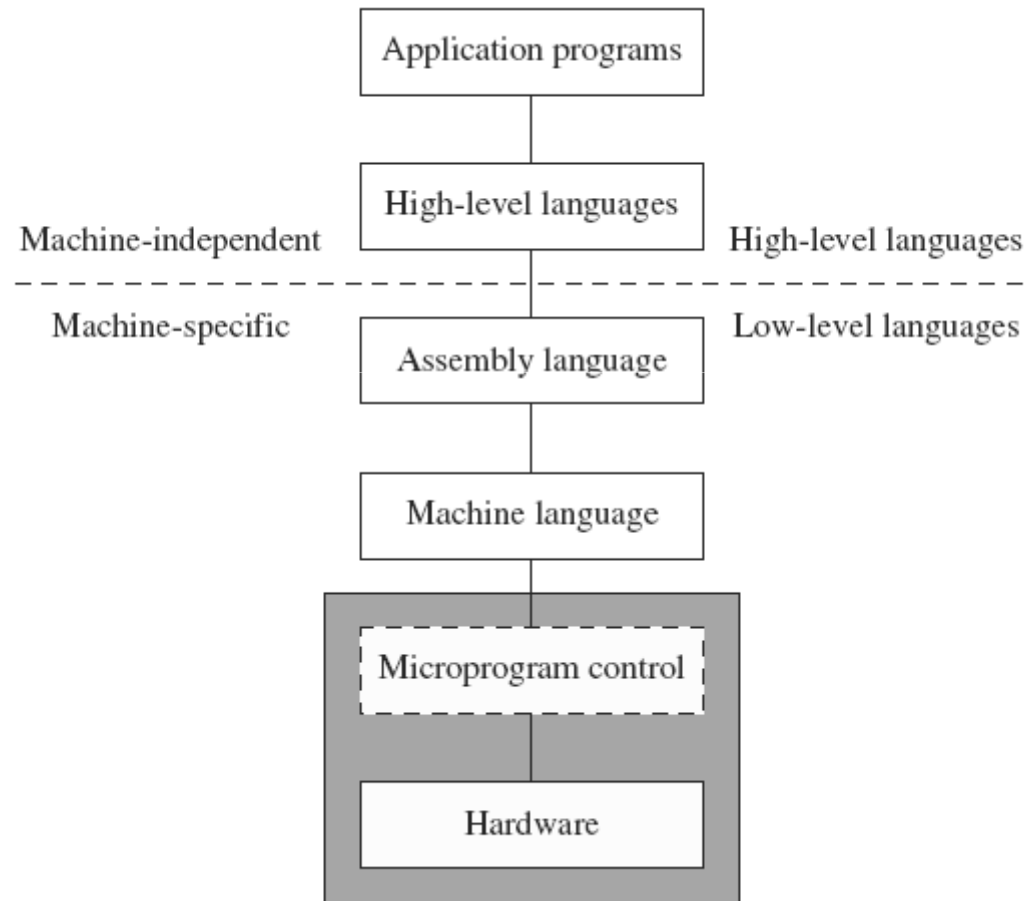 Application programs
High-level languages
Machine-independent
High-level languages
Machine-specific
Low-level languages
Assembly language
Machine language
Microprogram control
Hardware